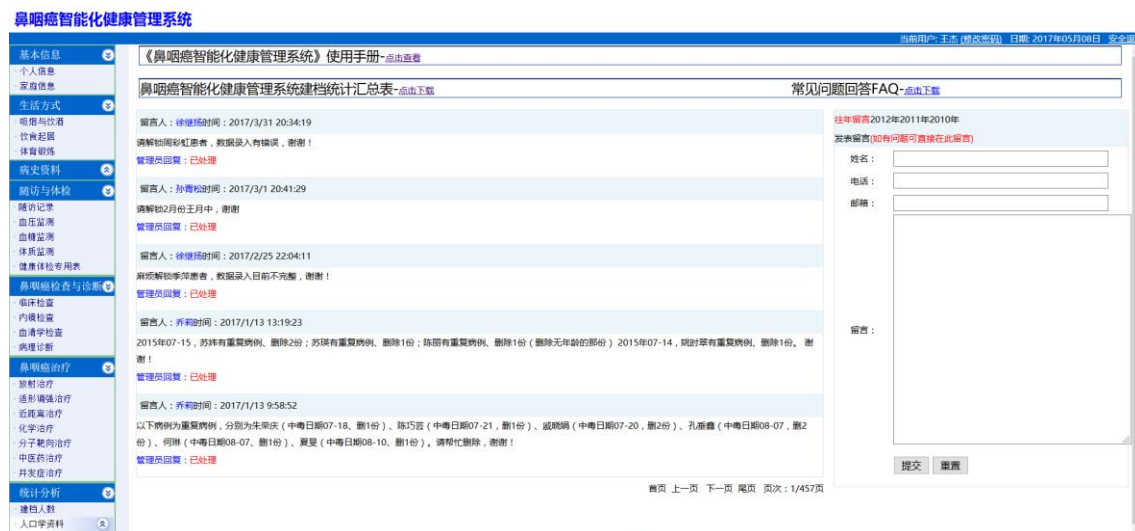 鼻咽癌智能化健康管理系统
当前用户: 王杰 (修改密码) 日期: 2017年05月08日 安全退
基本信息
个人信息
家庭信息
生活方式
吸烟与饮酒
饮食起居
体育锻炼
病史资料
随访与体检
随访记录
血压监测
血糖监测
体质监测
健康体检专用表
鼻咽癌检查与诊断
临床检查
内镜检查
血清学检查
病理诊断
鼻咽癌治疗
放射治疗
适形调强治疗
近距离治疗
化学治疗
分子靶向治疗
中医药治疗
并发症治疗
统计分析
建档人数
人口学资料
《鼻咽癌智能化健康管理系统》使用手册-点击查看
鼻咽癌智能化健康管理系统建档统计汇总表-点击下载 常见问题回答FAQ-点击下载
留言人：徐继扬时间：2017/3/31 20:34:19
请解锁周彩虹患者，数据录入有错误，谢谢！
管理员回复：已处理
留言人：孙青松时间：2017/3/1 20:41:29
请解锁2月份王月中，谢谢
管理员回复：已处理
留言人：徐继扬时间：2017/2/25 22:04:11
麻烦解锁季萍患者，数据录入目前不完整，谢谢！
管理员回复：已处理
留言人：乔莉时间：2017/1/13 13:19:23
2015年07-15，苏炜有重复病例、删除2份；苏瑛有重复病例、删除1份；陈丽有重复病例、删除1份（删除无年龄的那份） 2015年07-14，姚时翠有重复病例、删除1份。 谢
谢！
管理员回复：已处理
留言人：乔莉时间：2017/1/13 9:58:52
以下病例为重复病例，分别为朱荣庆（中毒日期07-18、删1份）、陈巧芸（中毒日期07-21，删1份）、戚晓娟（中毒日期07-20，删2份）、孔垂鑫（中毒日期08-07，删2
份）、何琳（中毒日期08-07、删1份）、夏旻（中毒日期08-10、删1份）。请帮忙删除，谢谢！
管理员回复：已处理
首页 上一页 下一页 尾页 页次：1/457页
往年留言2012年2011年2010年
发表留言(如有问题可直接在此留言)
姓名：
电话：
邮箱：
留言：
提交 重置